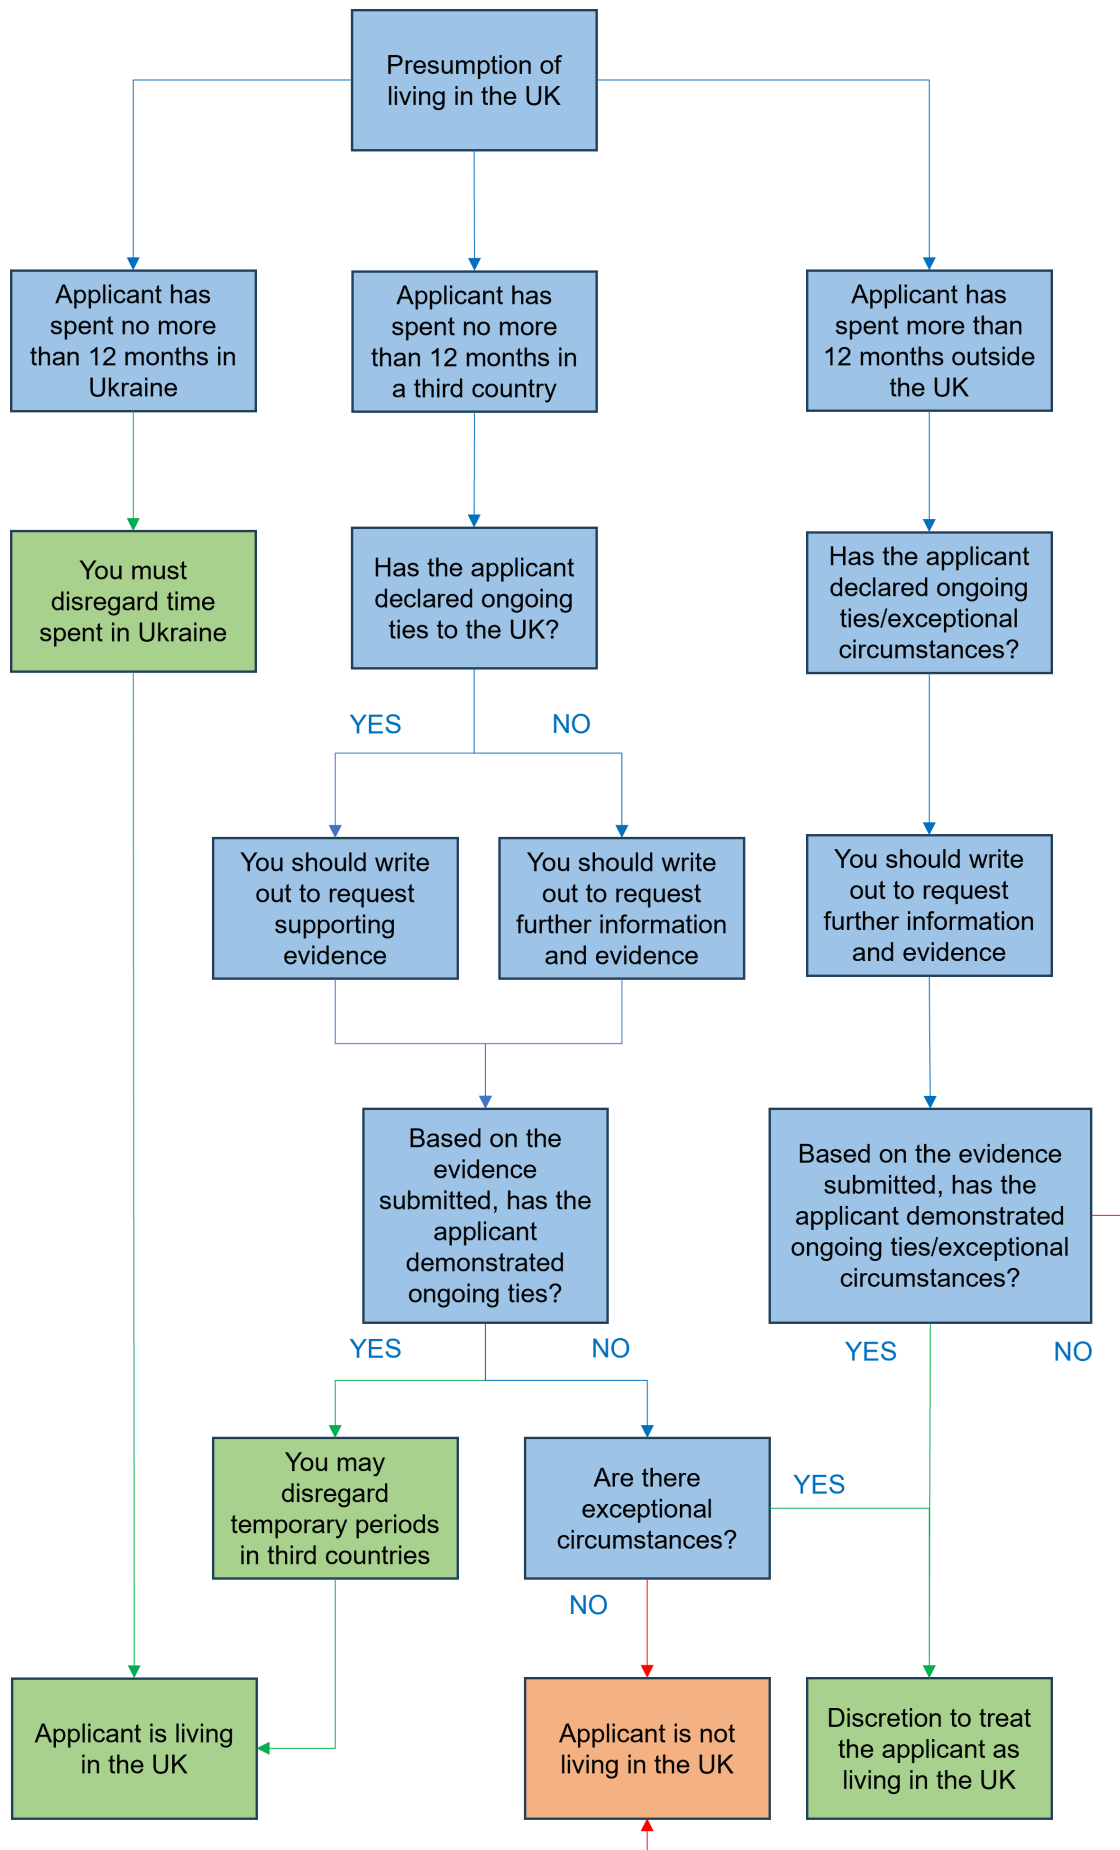 Presumption of
living in the UK
Applicant has
spent no more
than 12 months in
Ukraine
Applicant has
spent no more
than 12 months in
a third country
Applicant has
spent more than
12 months outside
the UK
You must
disregard time
spent in Ukraine
Has the applicant
declared ongoing
ties to the UK?
Has the applicant
declared ongoing
ties/exceptional
circumstances?
YES
NO
You should write
out to request
supporting
evidence
You should write
out to request
further information
and evidence
You should write
out to request
further information
and evidence
Based on the
evidence
submitted, has the
applicant
demonstrated
ongoing ties?
Based on the evidence
submitted, has the
applicant demonstrated
ongoing ties/exceptional
circumstances?
YES
NO
YES
NO
You may
disregard
temporary periods
in third countries
Are there
exceptional
circumstances?
YES
NO
Applicant is living
in the UK
Applicant is not
living in the UK
Discretion to treat
the applicant as
living in the UK